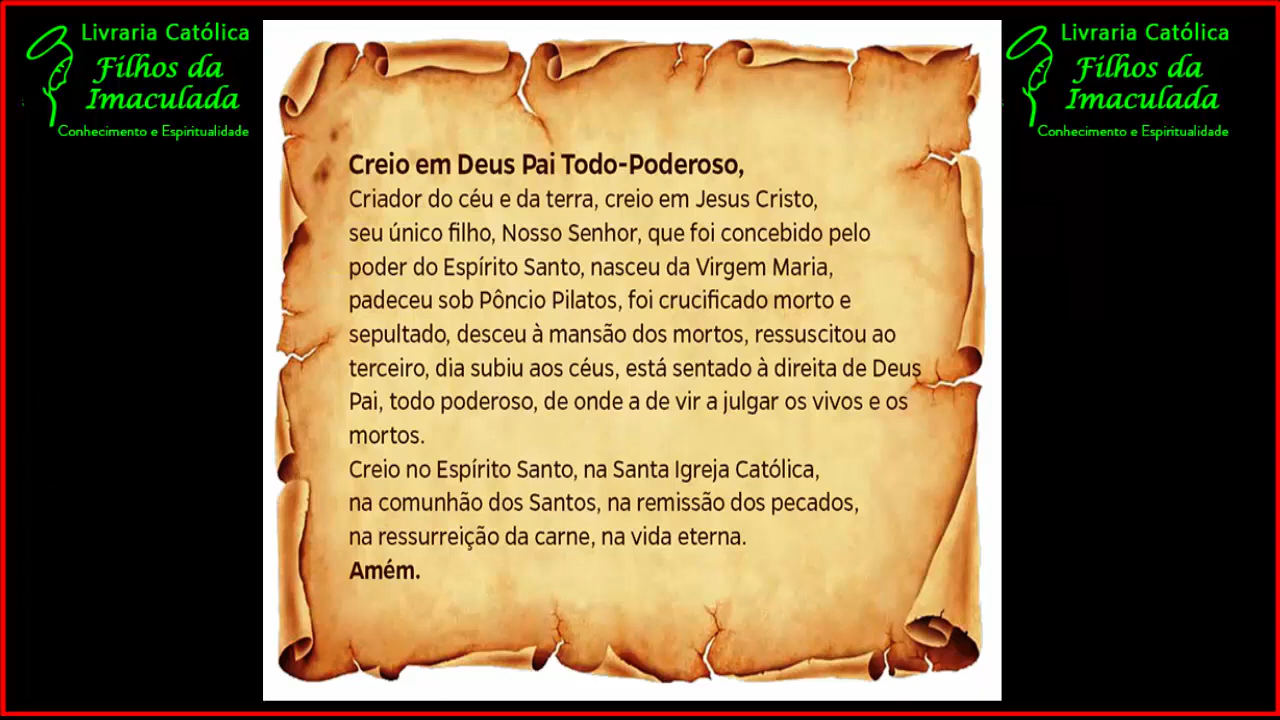 Livraria Católica
Filhos da
Imaculada
Conhecimento e Espiritualidade
Creio em Deus Pai Todo-Poderoso,
Criador do céu e da terra, creio em Jesus Cristo,
seu único filho, Nosso Senhor, que foi concebido pelo
poder do Espírito Santo, nasceu da Virgem Maria,
padeceu sob Pôncio Pilatos, foi crucificado morto e
sepultado, desceu à mansão dos mortos, ressuscitou ao
terceiro, dia subiu aos céus, está sentado à direita de Deus
Pai, todo poderoso, de onde a de vir a julgar os vivos e os
mortos.
Creio no Espírito Santo, na Santa Igreja Católica,
na comunhão dos Santos, na remissão dos pecados,
na ressurreição da carne, na vida eterna.
Amém.
Livraria Católica
Filhos da
Imaculada
Conhecimento e Espiritualidade